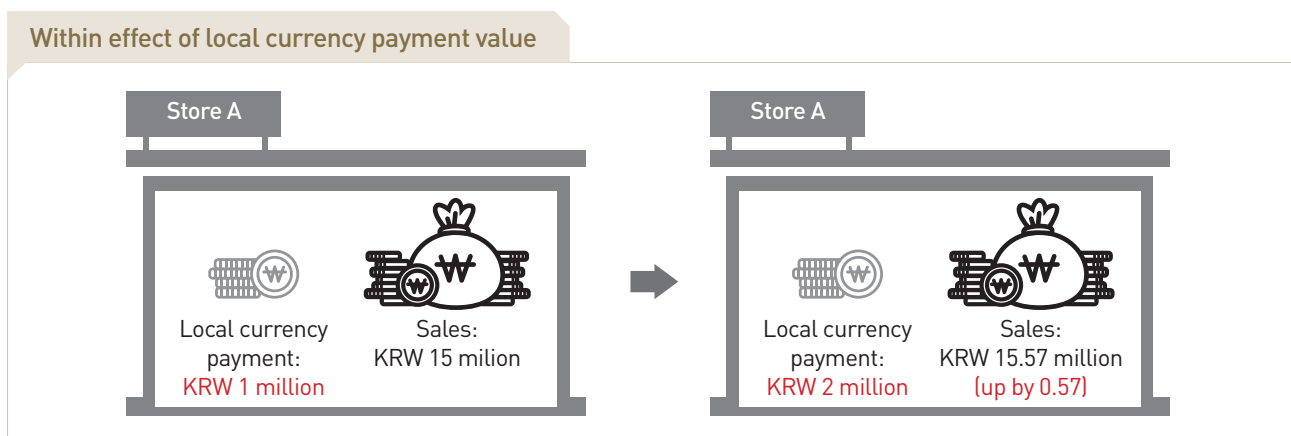 Within effect of local currency payment value
Store A
₩
₩
₩
Local currency
payment:
KRW 1 million
Sales:
KRW 15 milion
Store A
₩
₩
₩
Local currency
payment:
KRW 2 million
Sales:
KRW 15.57 million
(up by 0.57)